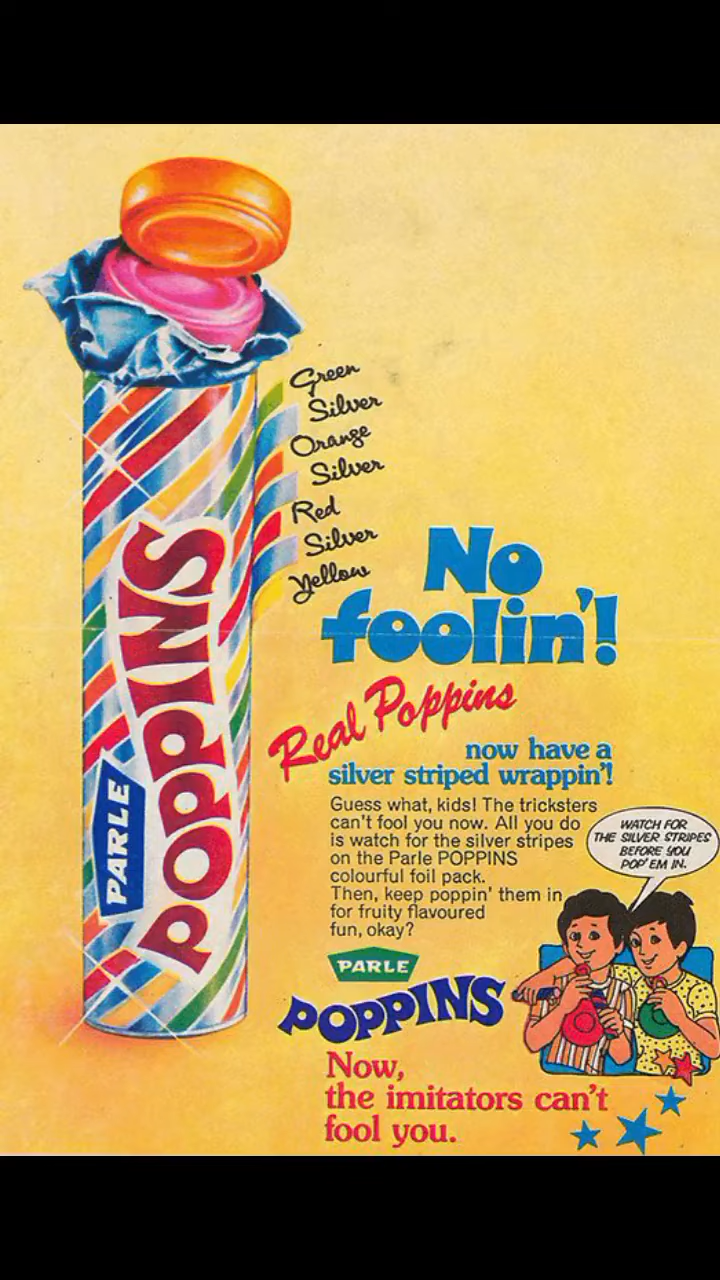 Green
Silver
Orange
Silver
Red
Silver
Yellow
PARLE
POPPINS
No
foolin'!
Real Poppins
now have a
silver striped wrappin'!
Guess what, kids! The tricksters
can't fool you now. All you do
is watch for the silver stripes
on the Parle POPPINS
colourful foil pack.
Then, keep poppin' them in
for fruity flavoured
fun, okay?
WATCH FOR
THE SILVER STRIPES
BEFORE YOU
POP 'EM IN.
PARLE
POPPINS
Now,
the imitators can't
fool you.